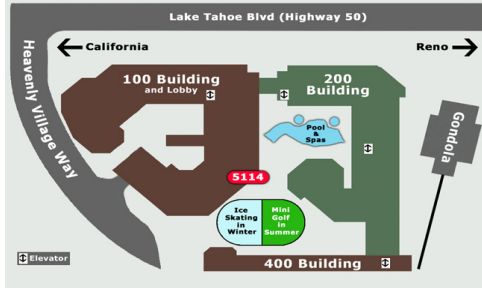 Lake Tahoe Blvd (Highway 50)
California
Reno
Heavenly Village Way
100 Building
and Lobby
200
Building
Pool
&
Spas
Gondola
5114
Ice
Skating
in
Winter
Mini
Golf
in
Summer
Elevator
400 Building